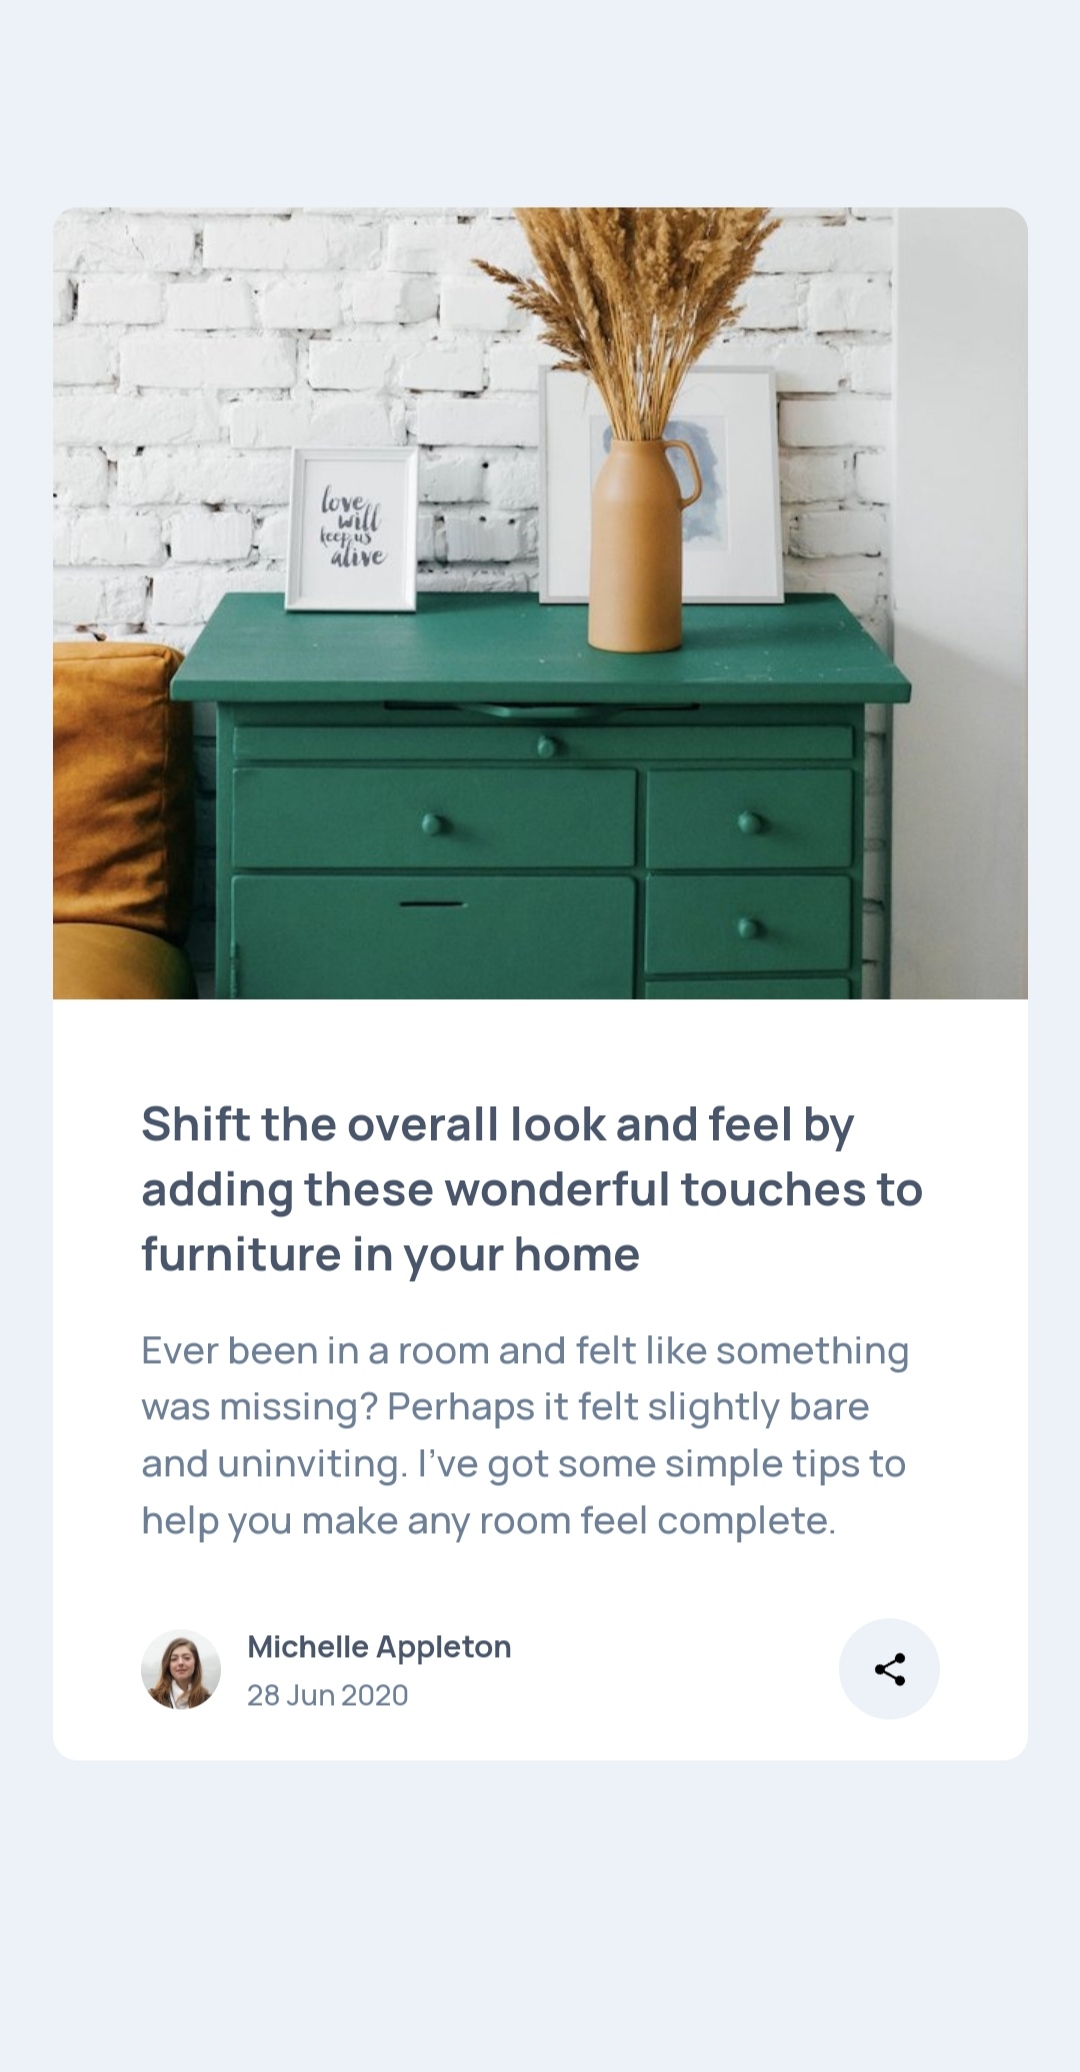 love
will
keep us
alive
Shift the overall look and feel by
adding these wonderful touches to
furniture in your home
Ever been in a room and felt like something
was missing? Perhaps it felt slightly bare
and uninviting. I’ve got some simple tips to
help you make any room feel complete.
Michelle Appleton
28 Jun 2020